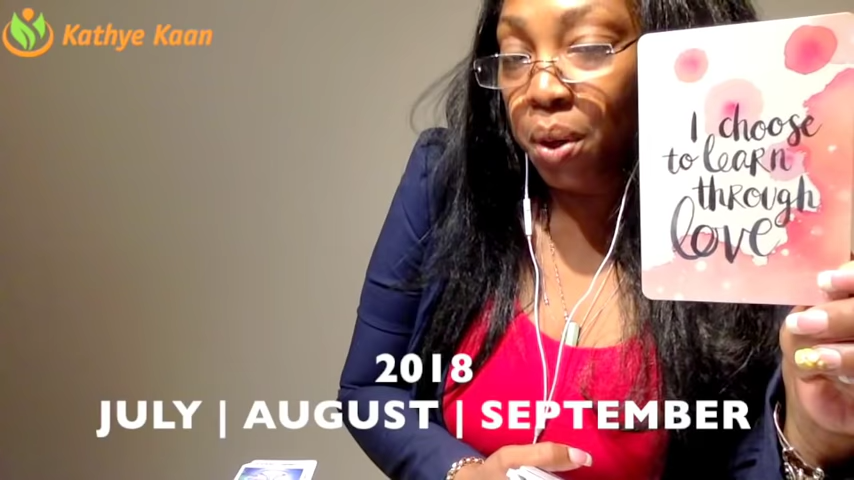 Kathye Kaan
I choose
to learn
through
love
2018
JULY | AUGUST | SEPTEMBER